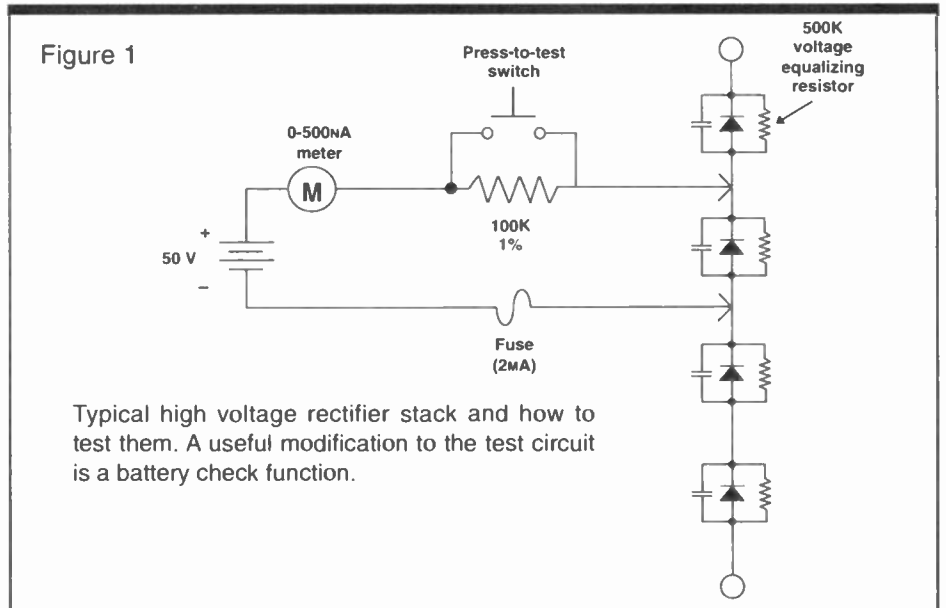 Figure 1
500K
voltage
equalizing
resistor
Press-to-test
switch
0-500NA
meter
M
100K
1%
+
50 V
–
Fuse
(2MA)
Typical high voltage rectifier stack and how to
test them. A useful modification to the test circuit
is a battery check function.